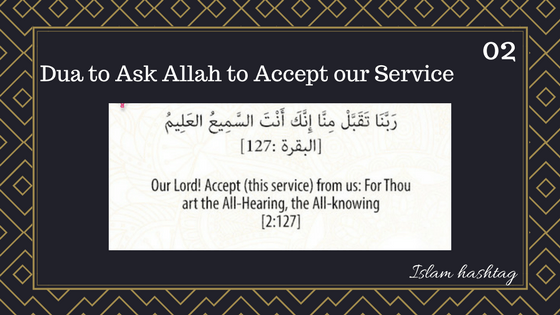 02
Dua to Ask Allah to Accept our Service
رَبَّنَا تَقَبَّلْ مِنَّا إِنَّكَ أَنْتَ السَّمِيعُ العَلِيمُ
[البقرة :127]
Our Lord! Accept (this service) from us: For Thou
art the All-Hearing, the All-knowing
[2:127]
Islam hashtag